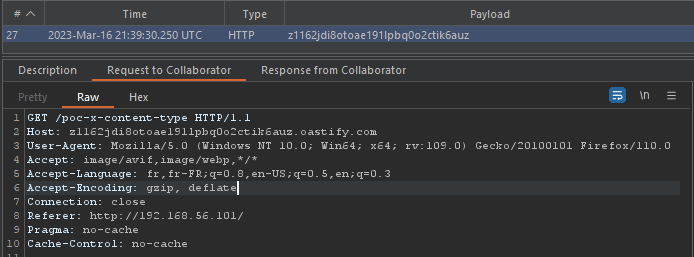 # Time Type Payload
27 2023-Mar-16 21:39:30.250 UTC HTTP z1162jdi8otoae191lpbq0o2ctik6auz
Description Request to Collaborator Response from Collaborator
Pretty Raw Hex \n
1 GET /poc-x-content-type HTTP/1.1
2 Host: z1162jdi8otoae191lpbq0o2ctik6auz.oastify.com
3 User-Agent: Mozilla/5.0 (Windows NT 10.0; Win64; x64; rv:109.0) Gecko/20100101 Firefox/110.0
4 Accept: image/avif,image/webp,*/*
5 Accept-Language: fr,fr-FR;q=0.8,en-US;q=0.5,en;q=0.3
6 Accept-Encoding: gzip, deflate
7 Connection: close
8 Referer: http://192.168.56.101/
9 Pragma: no-cache
10 Cache-Control: no-cache
11